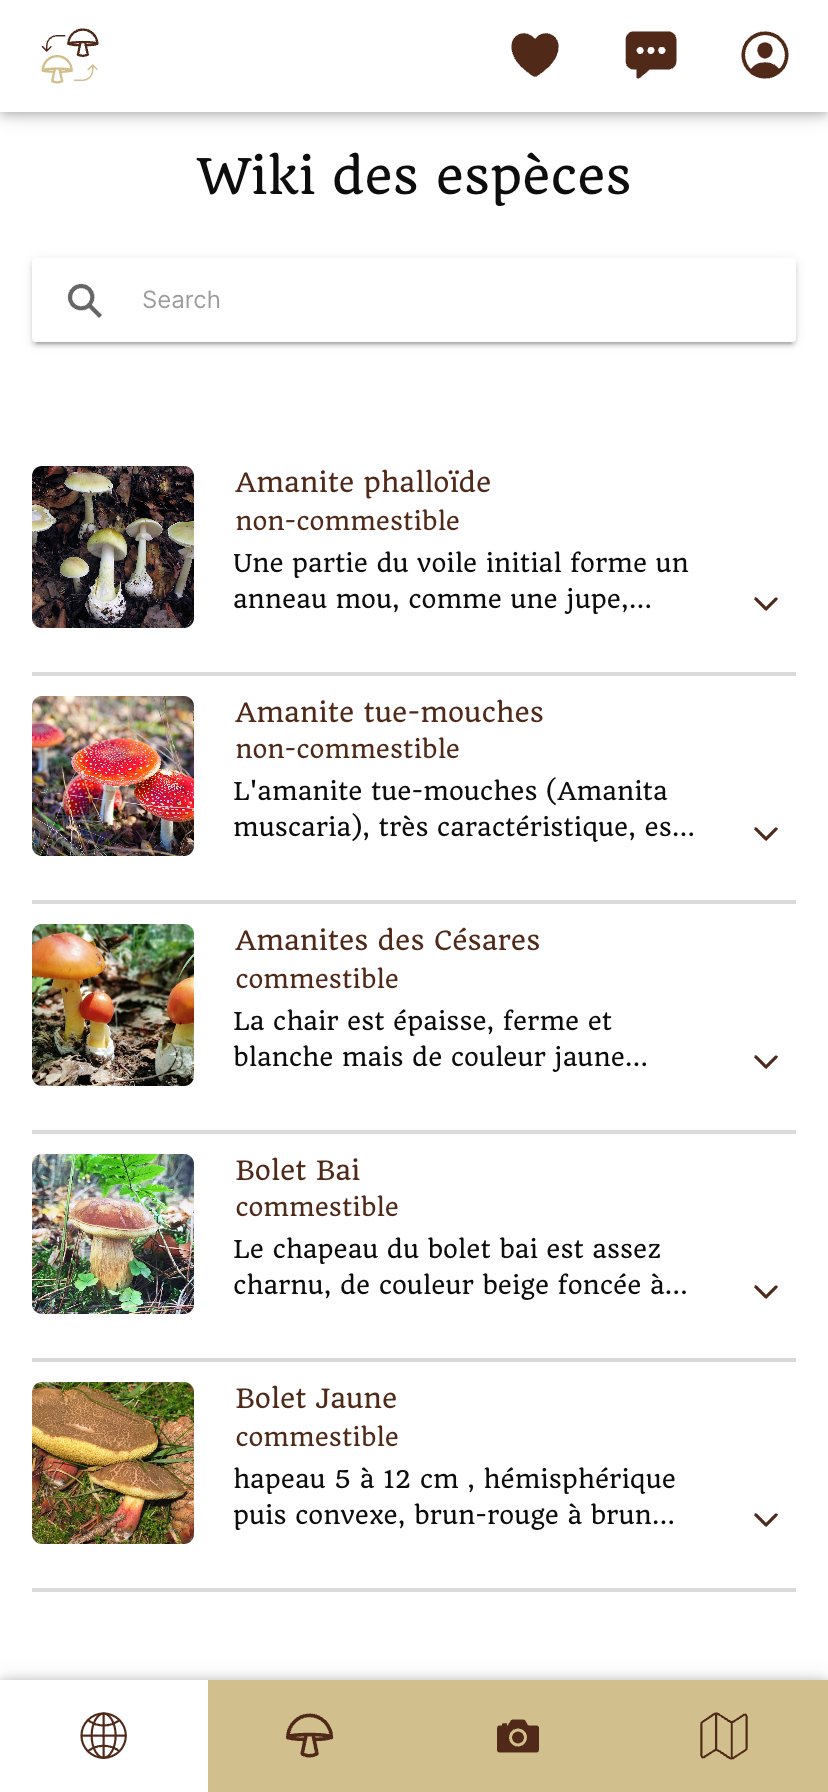 Wiki des espèces
Search
Amanite phalloïde
non-commestible
Une partie du voile initial forme un
anneau mou, comme une jupe,...
Amanite tue-mouches
non-commestible
L'amanite tue-mouches (Amanita
muscaria), très caractéristique, es...
Amanites des Césares
commestible
La chair est épaisse, ferme et
blanche mais de couleur jaune...
Bolet Bai
commestible
Le chapeau du bolet bai est assez
charnu, de couleur beige foncée à...
Bolet Jaune
commestible
hapeau 5 à 12 cm , hémisphérique
puis convexe, brun-rouge à brun...